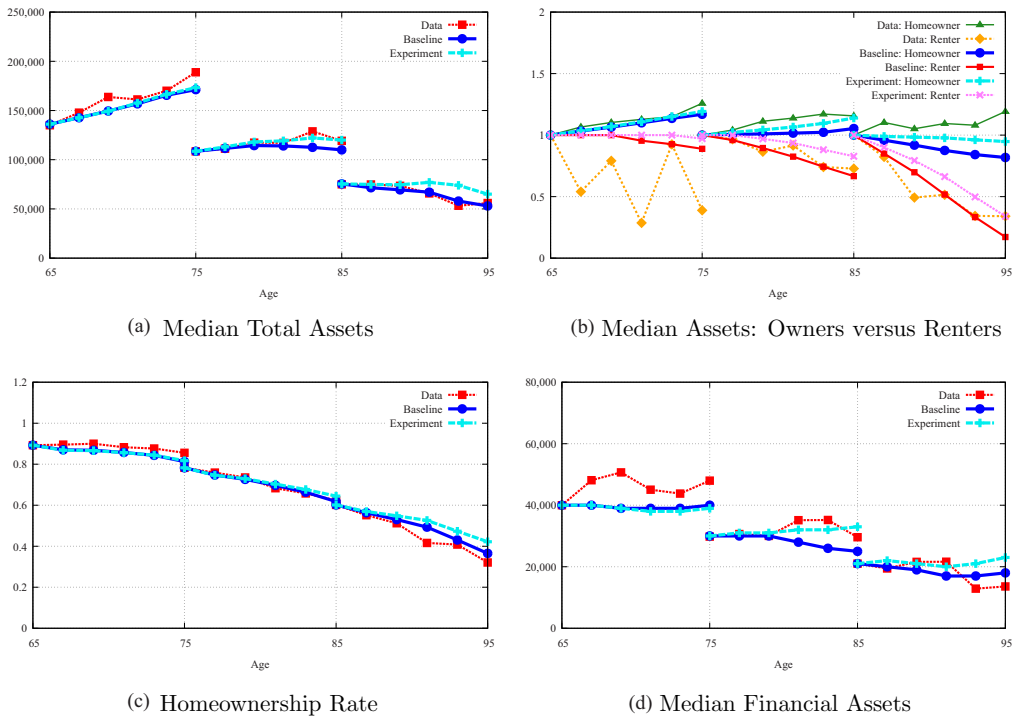 250,000
200,000
150,000
100,000
50,000
0
65
75
85
95
Age
Data
Baseline
Experiment
(a) Median Total Assets
2
1.5
1
0.5
0
65
75
85
95
Age
Data: Homeowner
Data: Renter
Baseline: Homeowner
Baseline: Renter
Experiment: Homeowner
Experiment: Renter
(b) Median Assets: Owners versus Renters
1.2
1
0.8
0.6
0.4
0.2
0
65
75
85
95
Age
Data
Baseline
Experiment
(c) Homeownership Rate
80,000
60,000
40,000
20,000
0
65
75
85
95
Age
Data
Baseline
Experiment
(d) Median Financial Assets